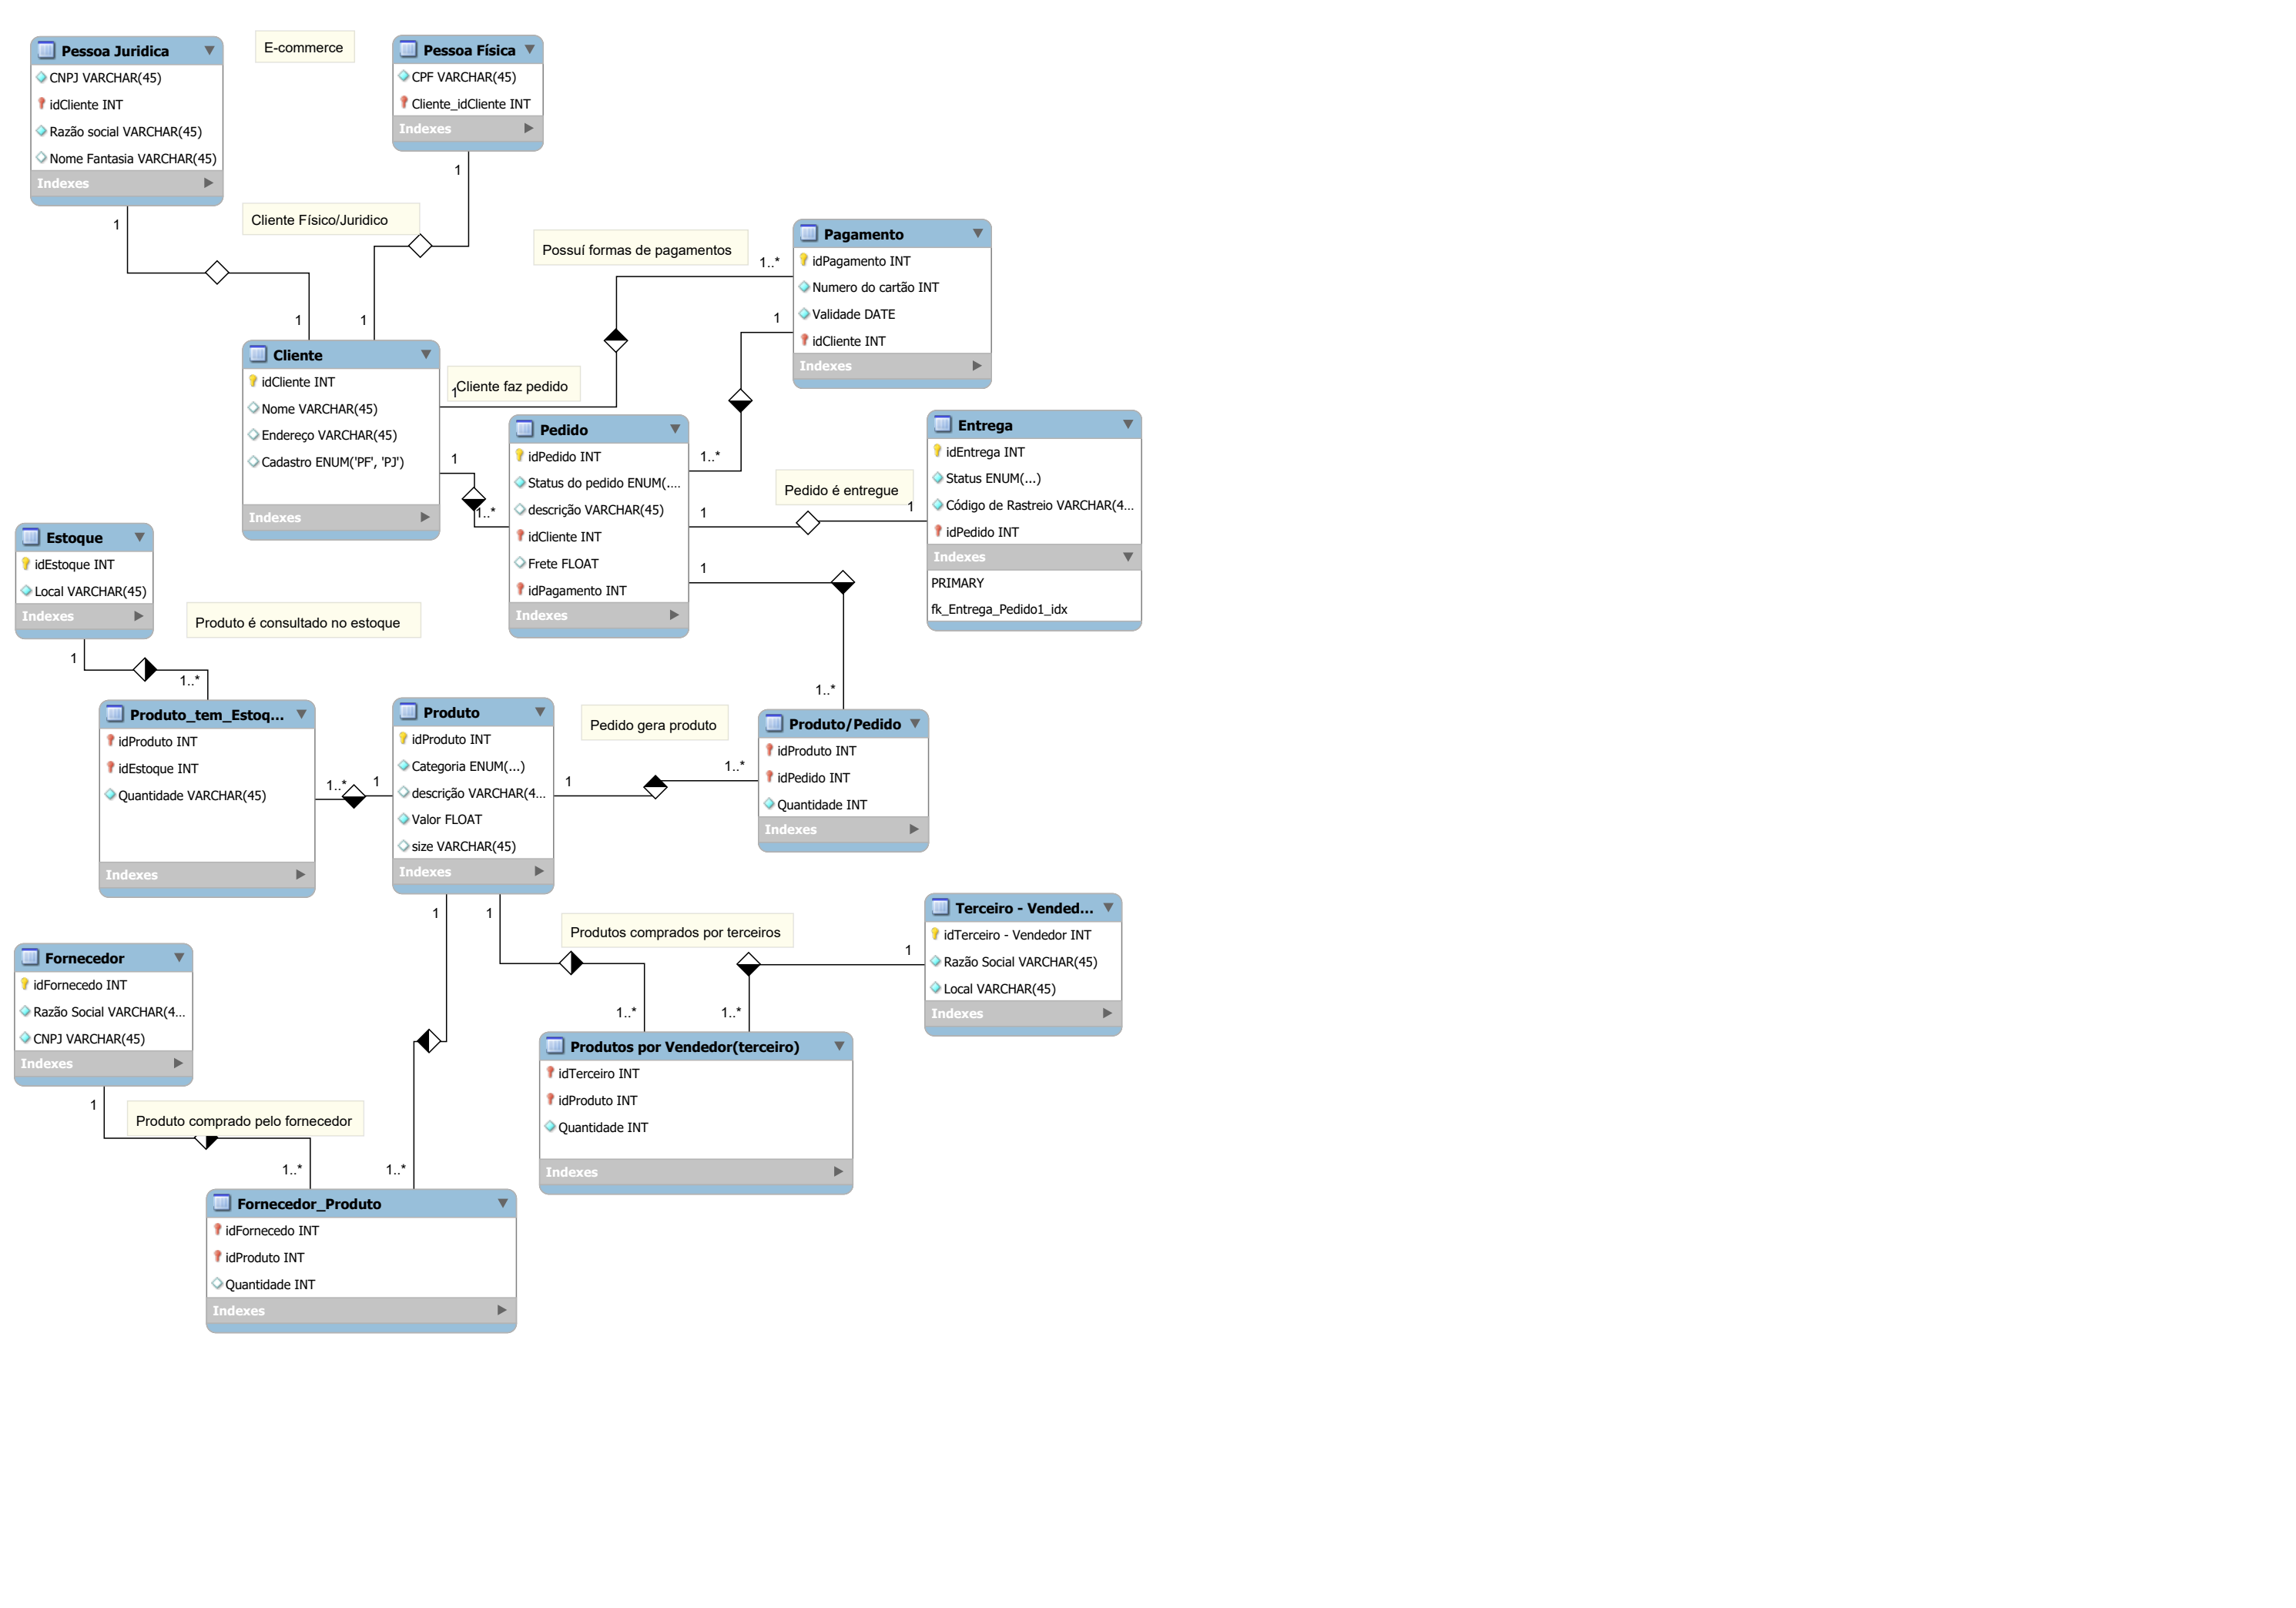 E-commerce
Pessoa Juridica
CNPJ VARCHAR(45)
idCliente INT
Razão social VARCHAR(45)
Nome Fantasia VARCHAR(45)
Indexes
1
1
Pessoa Física
CPF VARCHAR(45)
Cliente_idCliente INT
Indexes
1
1
Cliente Físico/Juridico
Possuí formas de pagamentos
1..*
1
Pagamento
idPagamento INT
Numero do cartão INT
Validade DATE
idCliente INT
Indexes
Cliente
idCliente INT
Nome VARCHAR(45)
Endereço VARCHAR(45)
Cadastro ENUM('PF', 'PJ')
Indexes
Cliente faz pedido
1
1
1..*
Pedido
idPedido INT
Status do pedido ENUM(....
descrição VARCHAR(45)
idCliente INT
Frete FLOAT
idPagamento INT
Indexes
1..*
1
1
Pedido é entregue
1
Entrega
idEntrega INT
Status ENUM(...)
Código de Rastreio VARCHAR(4...
idPedido INT
Indexes
PRIMARY
fk_Entrega_Pedido1_idx
Estoque
idEstoque INT
Local VARCHAR(45)
Indexes
Produto é consultado no estoque
1
1..*
Produto_tem_Estoq...
idProduto INT
idEstoque INT
Quantidade VARCHAR(45)
Indexes
1..*
1
Produto
idProduto INT
Categoria ENUM(...)
descrição VARCHAR(4...
Valor FLOAT
size VARCHAR(45)
Indexes
Pedido gera produto
1
1..*
1..*
Produto/Pedido
idProduto INT
idPedido INT
Quantidade INT
Indexes
1
1
Produtos comprados por terceiros
1
1..*
1..*
Terceiro - Vended...
idTerceiro - Vendedor INT
Razão Social VARCHAR(45)
Local VARCHAR(45)
Indexes
Fornecedor
idFornecedo INT
Razão Social VARCHAR(4...
CNPJ VARCHAR(45)
Indexes
1
Produto comprado pelo fornecedor
1..*
1..*
Produtos por Vendedor(terceiro)
idTerceiro INT
idProduto INT
Quantidade INT
Indexes
Fornecedor_Produto
idFornecedo INT
idProduto INT
Quantidade INT
Indexes